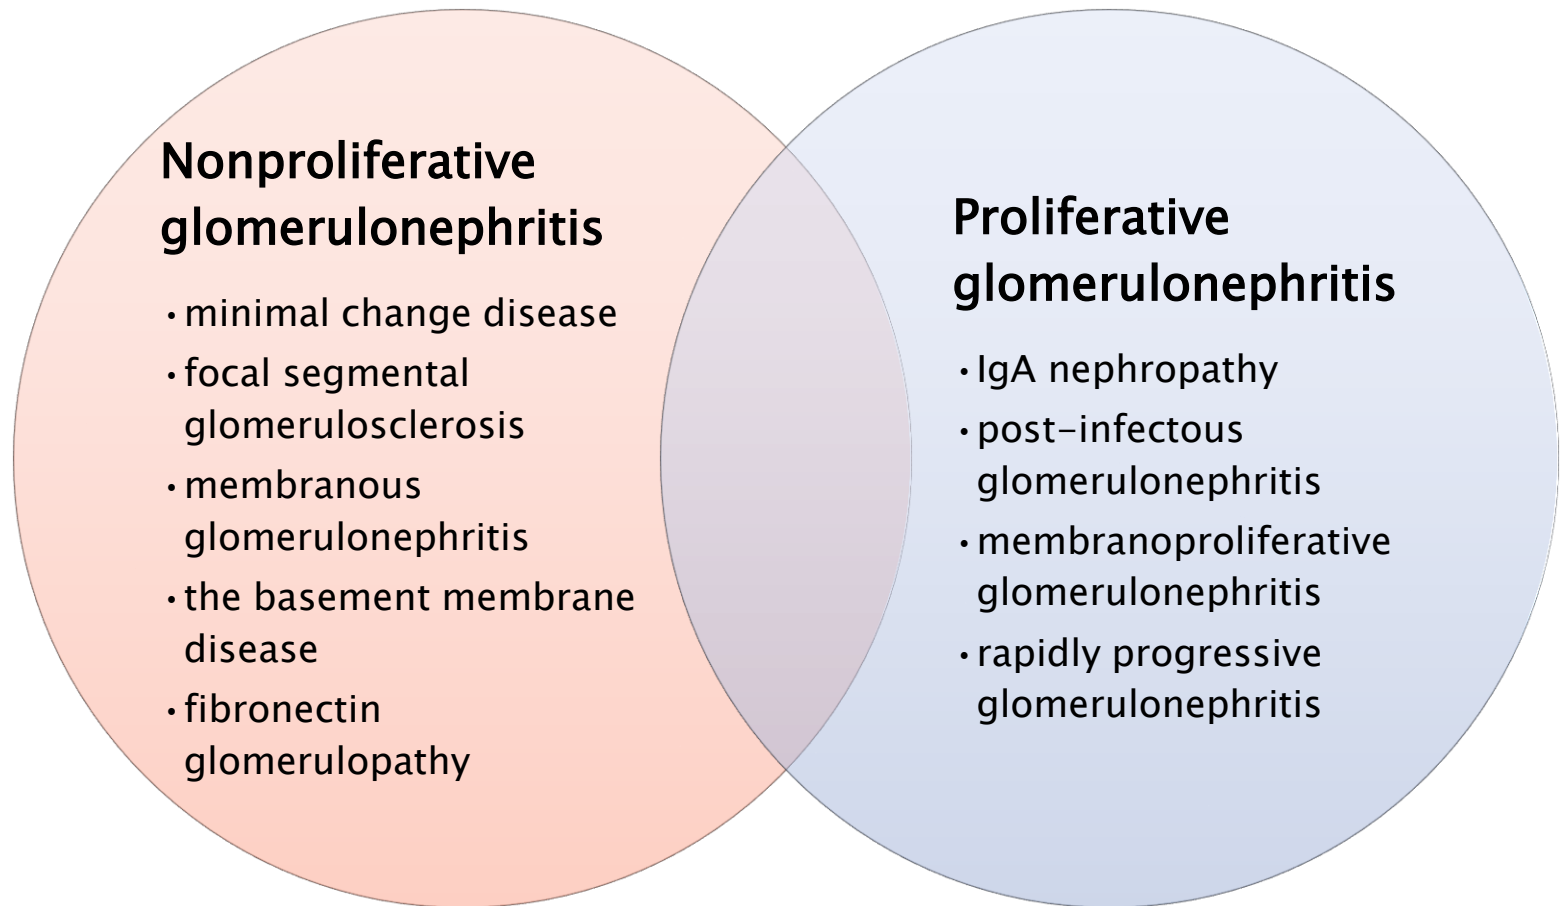 Nonproliferative
glomerulonephritis
• minimal change disease
• focal segmental
glomerulosclerosis
• membranous
glomerulonephritis
• the basement membrane
disease
• fibronectin
glomerulopathy
Proliferative
glomerulonephritis
• IgA nephropathy
• post-infectous
glomerulonephritis
• membranoproliferative
glomerulonephritis
• rapidly progressive
glomerulonephritis